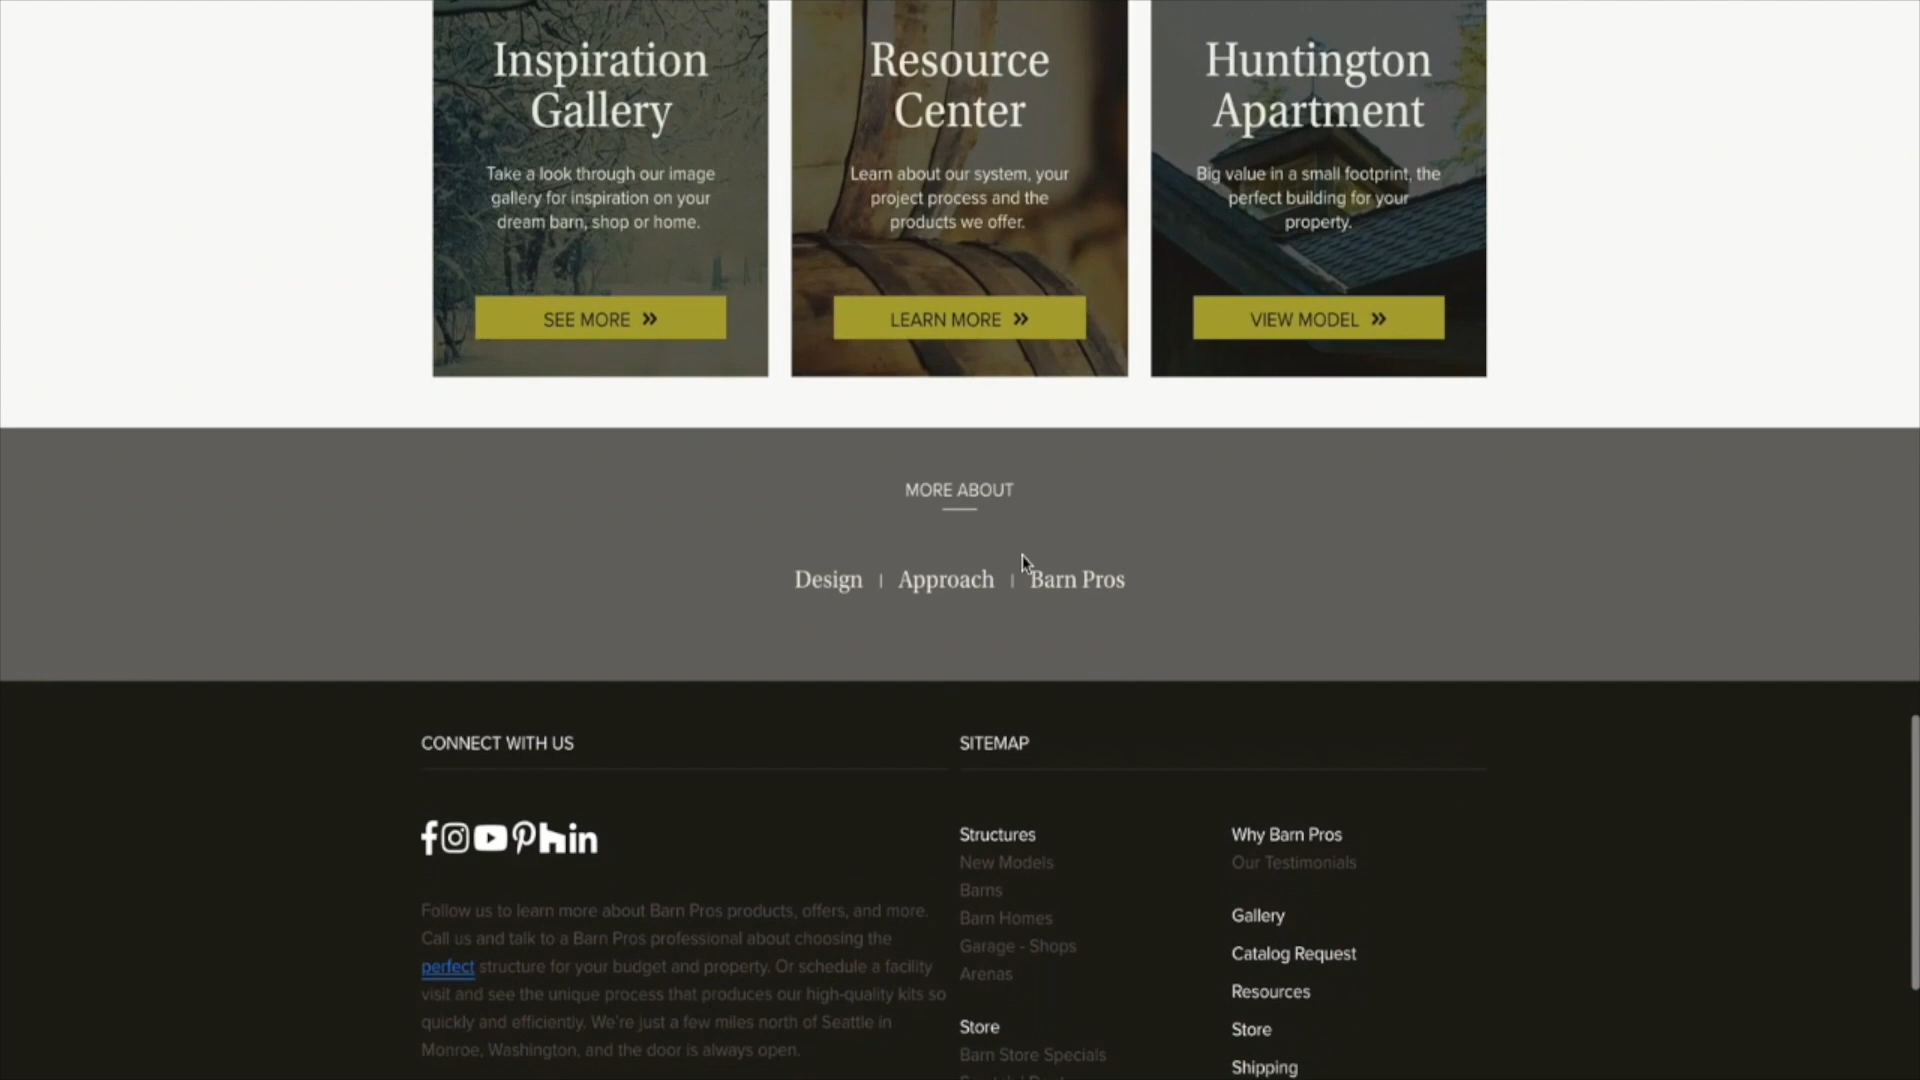 Inspiration
Gallery
Take a look through our image
gallery for inspiration on your
dream barn, shop or home.
SEE MORE »
Resource
Center
Learn about our system, your
project process and the
products we offer.
LEARN MORE »
Huntington
Apartment
Big value in a small footprint, the
perfect building for your
property.
VIEW MODEL »
MORE ABOUT
Design | Approach | Barn Pros
CONNECT WITH US
Follow us to learn more about Barn Pros products, offers, and more.
Call us and talk to a Barn Pros professional about choosing the
perfect structure for your budget and property. Or schedule a facility
visit and see the unique process that produces our high-quality kits so
quickly and efficiently. We're just a few miles north of Seattle in
Monroe, Washington, and the door is always open.
SITEMAP
Structures
New Models
Barns
Barn Homes
Garage - Shops
Arenas
Store
Barn Store Specials
Why Barn Pros
Our Testimonials
Gallery
Catalog Request
Resources
Store
Shipping